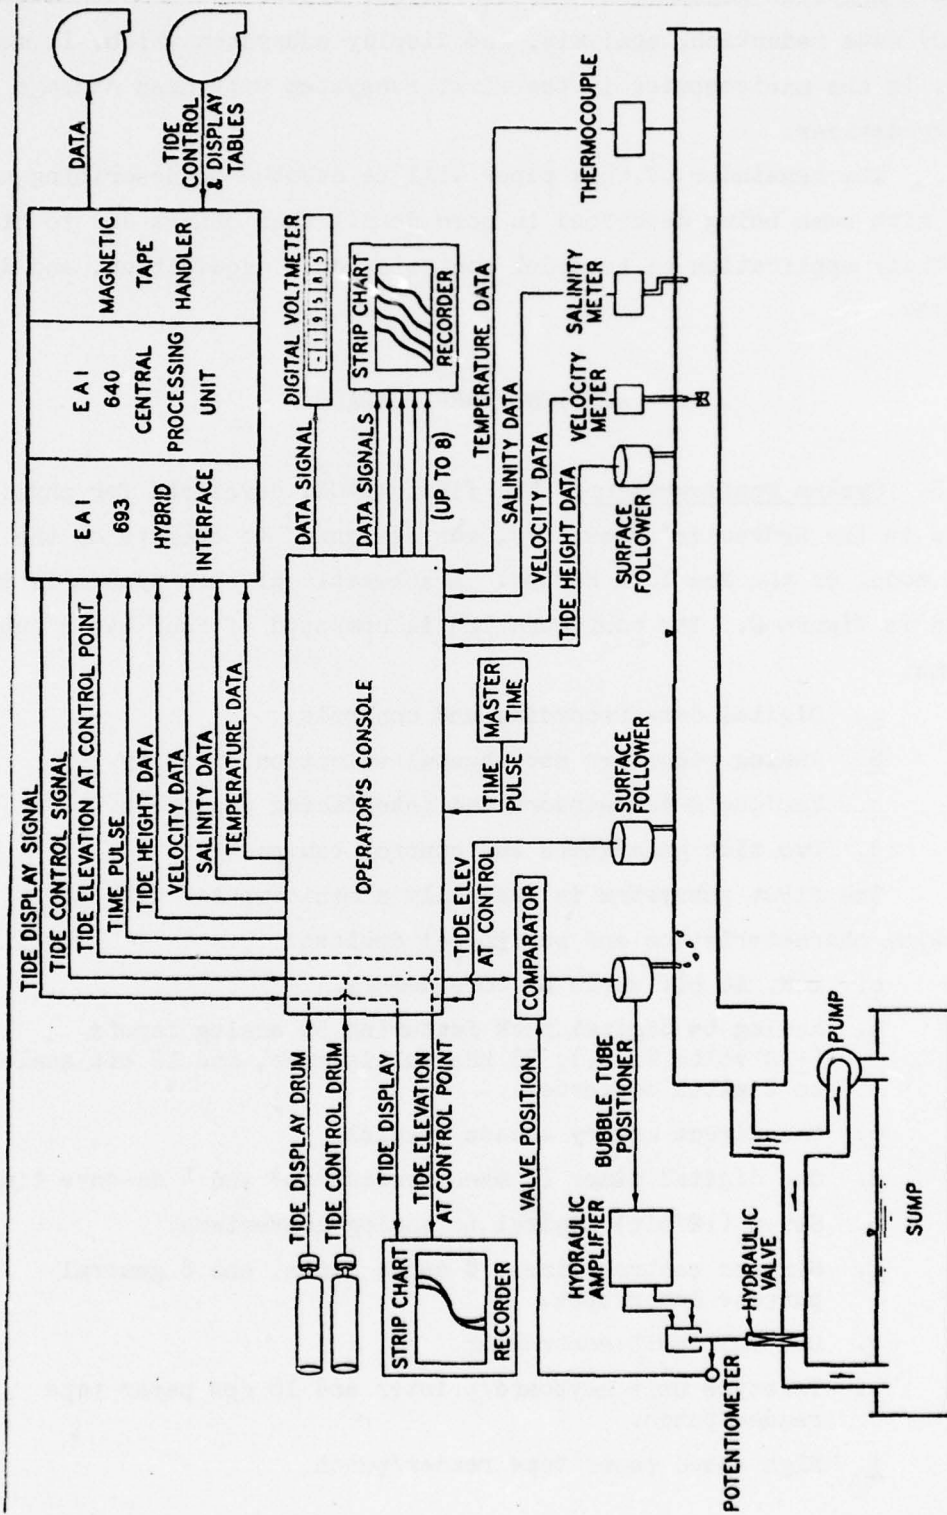 TIDE DISPLAY SIGNAL
TIDE CONTROL SIGNAL
TIDE ELEVATION AT CONTROL POINT
TIME PULSE
TIDE HEIGHT DATA
VELOCITY DATA
SALINITY DATA
TEMPERATURE DATA
EAI
693
HYBRID
INTERFACE
EAI
640
CENTRAL
PROCESSING
UNIT
MAGNETIC
TAPE
HANDLER
DATA
TIDE
CONTROL
& DISPLAY
TABLES
TIDE DISPLAY DRUM
TIDE CONTROL DRUM
TIDE DISPLAY
TIDE ELEVATION
AT CONTROL POINT
STRIP CHART
RECORDER
OPERATOR'S CONSOLE
DATA SIGNAL
DIGITAL VOLTMETER
DATA SIGNALS
(UP TO 8)
STRIP CHART
RECORDER
TIDE ELEV
AT CONTROL
TIME
PULSE
MASTER
TIME
TEMPERATURE DATA
SALINITY DATA
VELOCITY DATA
TIDE HEIGHT DATA
VALVE POSITION
COMPARATOR
HYDRAULIC
AMPLIFIER
BUBBLE TUBE
POSITIONER
SURFACE
FOLLOWER
SURFACE
FOLLOWER
VELOCITY
METER
SALINITY
METER
THERMOCOUPLE
POTENTIOMETER
HYDRAULIC
VALVE
PUMP
SUMP